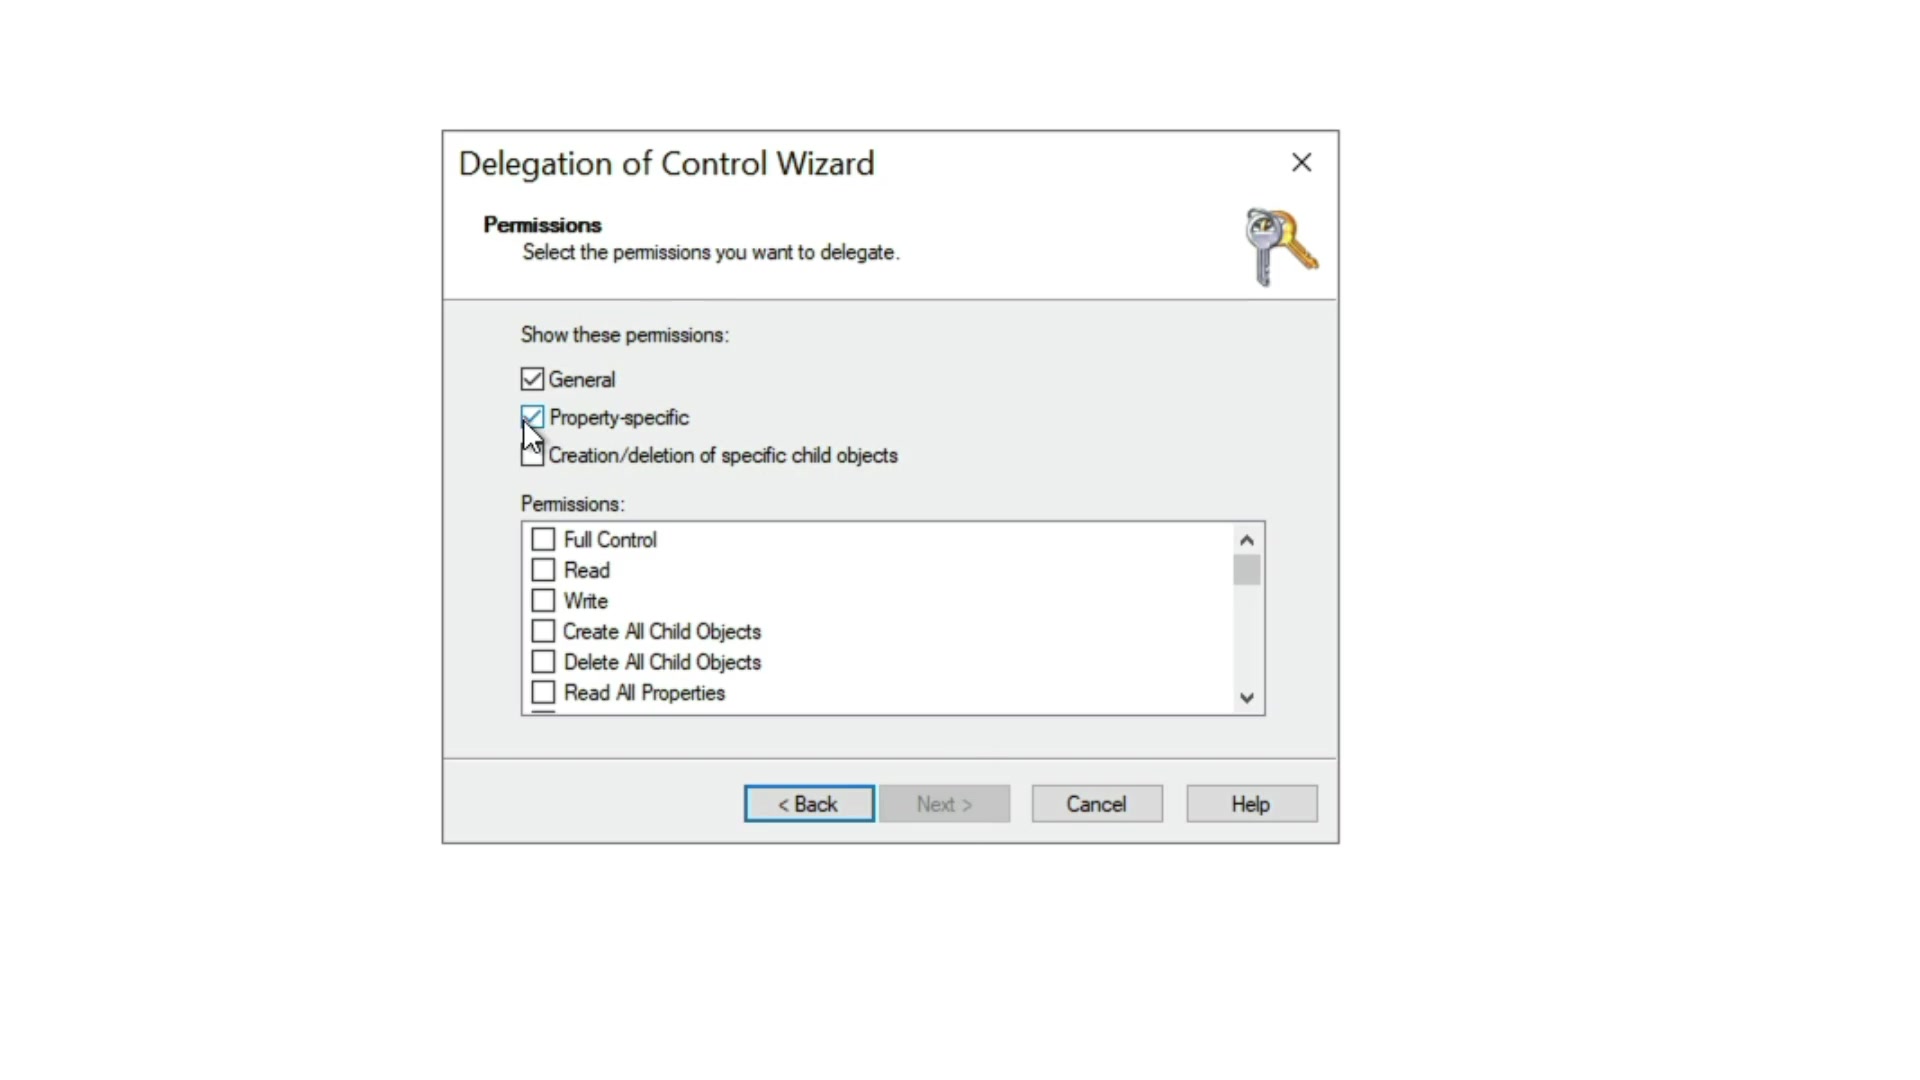 Delegation of Control Wizard
Permissions
Select the permissions you want to delegate.
Show these permissions:
General
Property-specific
Creation/deletion of specific child objects
Permissions:
Full Control
Read
Write
Create All Child Objects
Delete All Child Objects
Read All Properties
< Back Next > Cancel Help